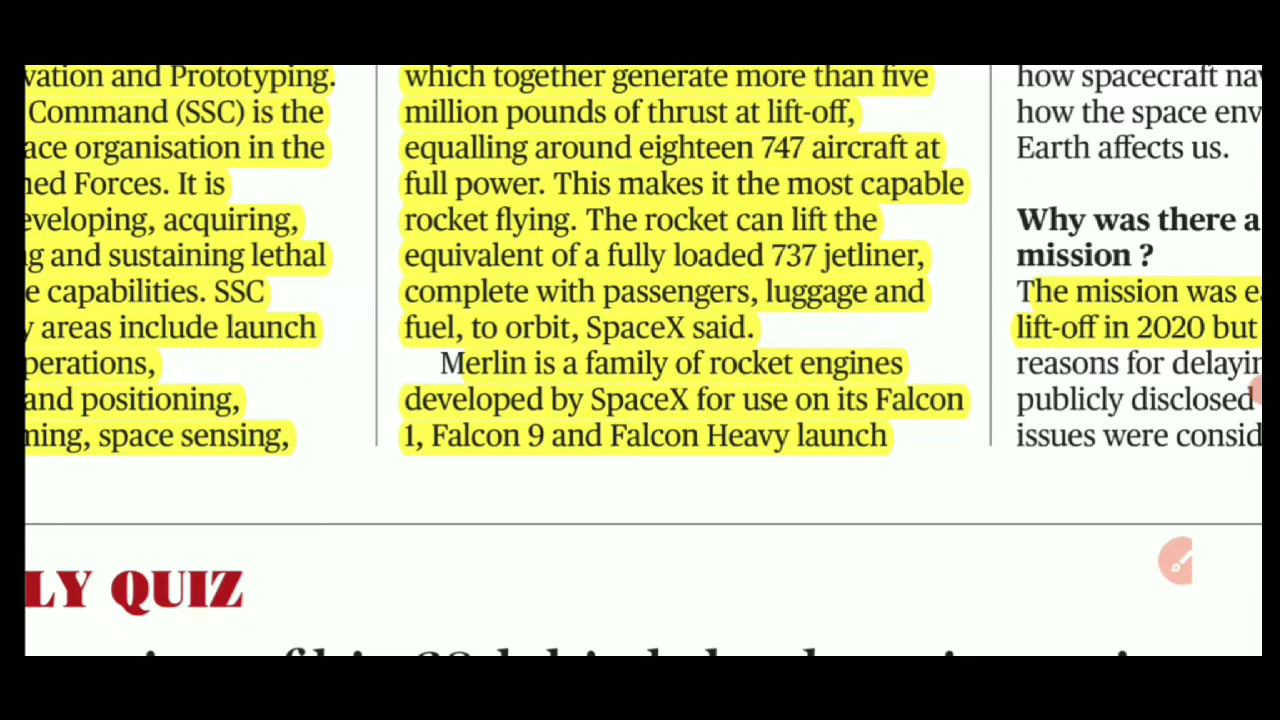 vation and Prototyping.
Command (SSC) is the
ace organisation in the
ned Forces. It is
eveloping, acquiring,
g and sustaining lethal
e capabilities. SSC
y areas include launch
perations,
and positioning,
ning, space sensing,
which together generate more than five
million pounds of thrust at lift-off,
equalling around eighteen 747 aircraft at
full power. This makes it the most capable
rocket flying. The rocket can lift the
equivalent of a fully loaded 737 jetliner,
complete with passengers, luggage and
fuel, to orbit, SpaceX said.
Merlin is a family of rocket engines
developed by SpaceX for use on its Falcon
1, Falcon 9 and Falcon Heavy launch
how spacecraft nav
how the space env
Earth affects us.
Why was there a
mission ?
The mission was ea
lift-off in 2020 but
reasons for delayin
publicly disclosed
issues were consid
LY QUIZ